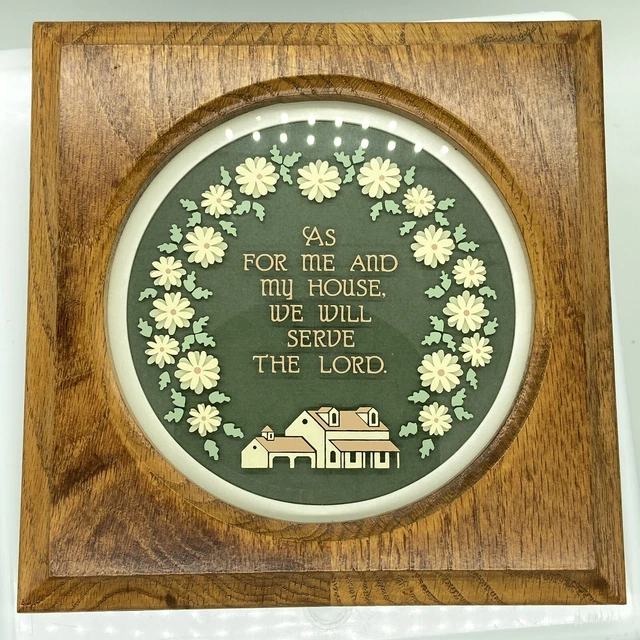 AS
FOR ME AND
MY HOUSE,
WE WILL
SERVE
THE LORD.